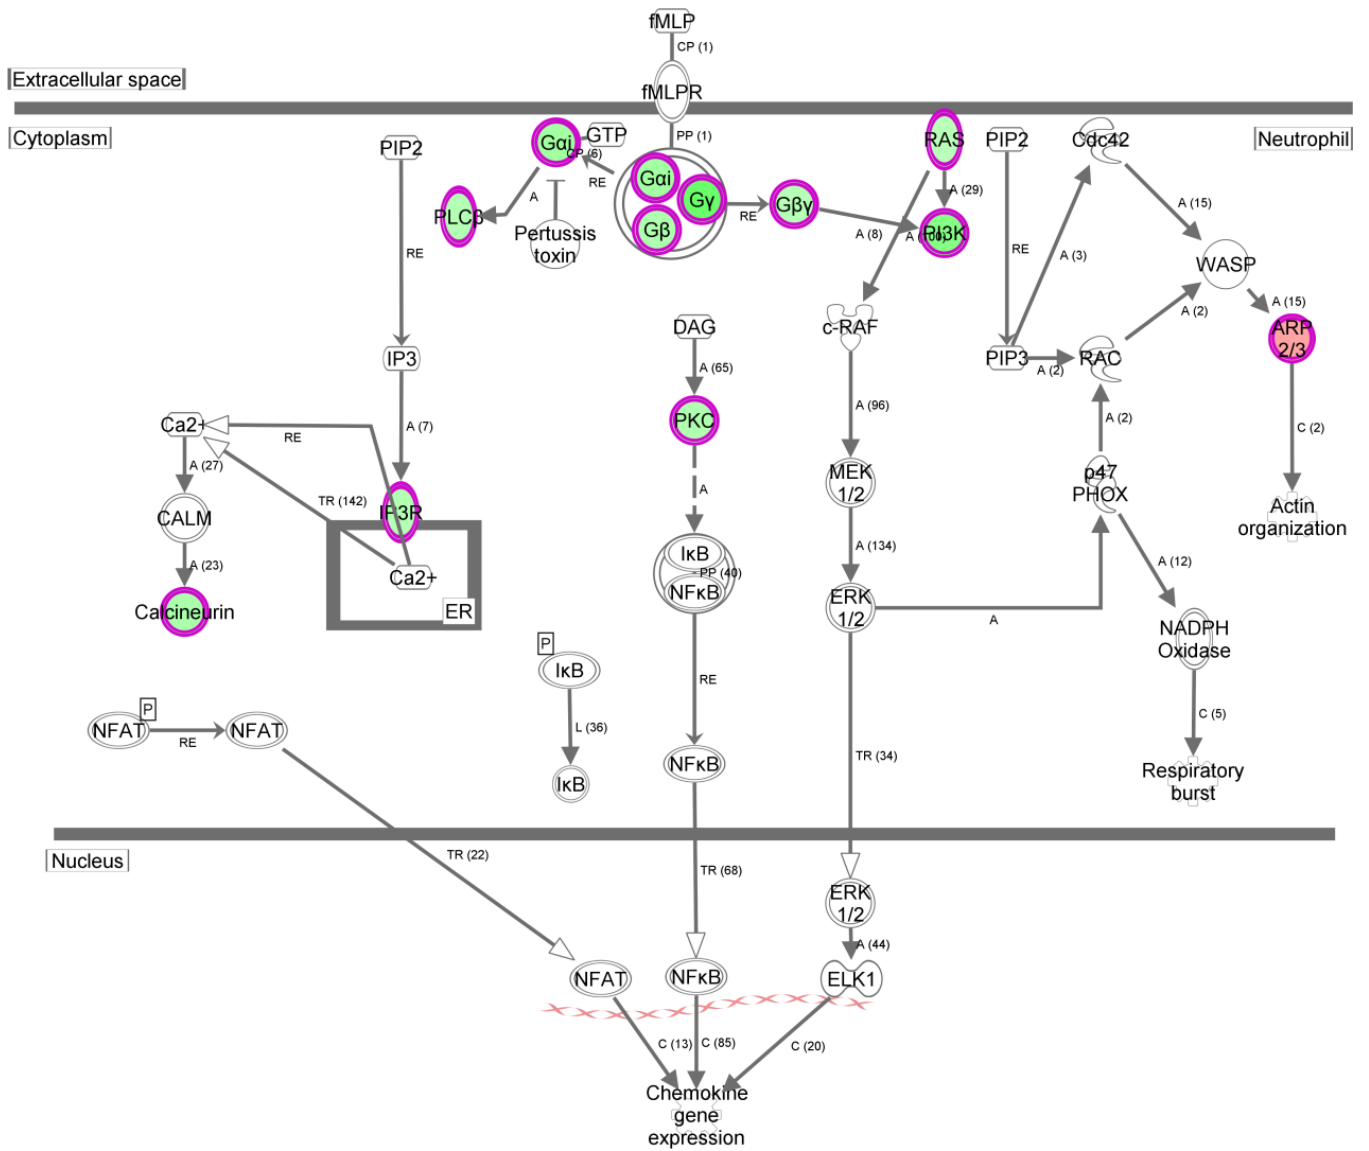 fMLP
CP (1)
Extracellular space
fMLPR
Cytoplasm
Neutrophil
PP (1)
PIP2
Gαi
GTP
CP (6)
RE
Gαi
Gγ
Gβ
RE
Gβγ
RAS
A (29)
PI3K
PIP2
Cdc42
PLCβ
A
Pertussis
toxin
RE
A (8)
RE
A (3)
A (15)
WASP
A (15)
ARP
2/3
A (2)
IP3
DAG
c-RAF
PIP3
A (2)
RAC
A (65)
PKC
A (7)
A (96)
A (2)
C (2)
Ca2+
RE
A (27)
TR (142)
CALM
IP3R
A
MEK
1/2
p47
PHOX
Actin
organization
A (23)
Calcineurin
Ca2+
ER
IκB
PP (40)
NFκB
A (134)
ERK
1/2
A
A (12)
NADPH
Oxidase
P
IκB
L (36)
IκB
RE
NFκB
P
NFAT
RE
NFAT
TR (34)
C (5)
Respiratory
burst
Nucleus
TR (22)
TR (68)
ERK
1/2
A (44)
NFAT
NFκB
ELK1
C (13)
C (85)
C (20)
Chemokine
gene
expression